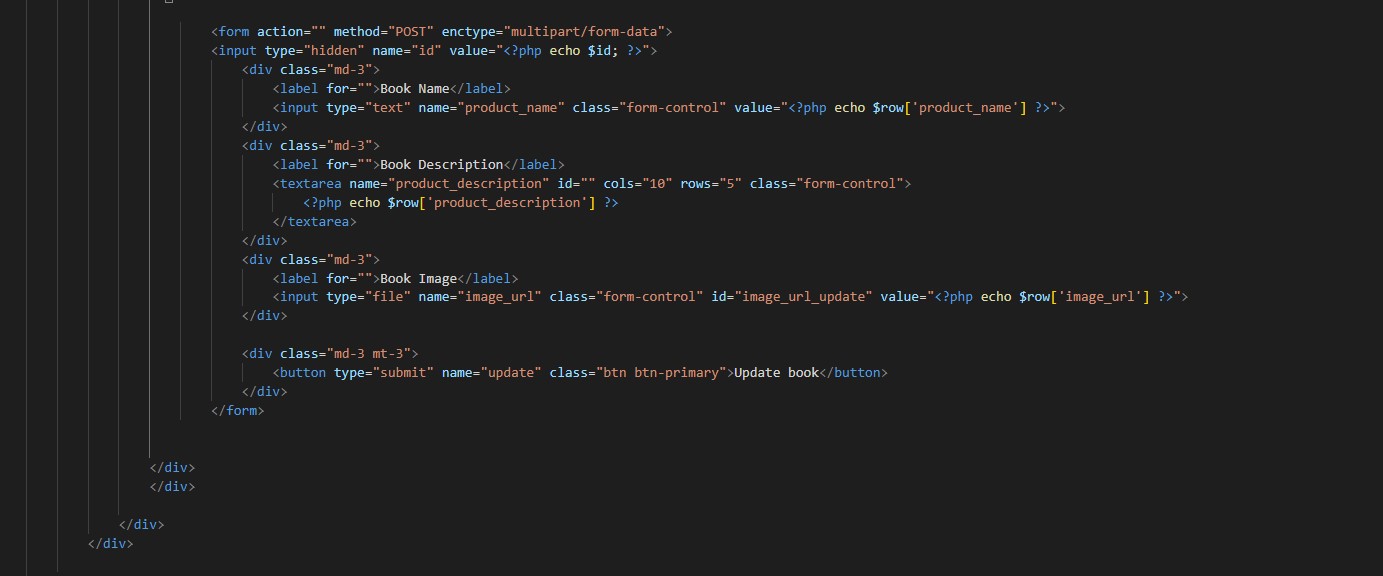 <form action="" method="POST" enctype="multipart/form-data">
<input type="hidden" name="id" value="<?php echo $id; ?>">
<div class="md-3">
<label for="">Book Name</label>
<input type="text" name="product_name" class="form-control" value="<?php echo $row['product_name'] ?>">
</div>
<div class="md-3">
<label for="">Book Description</label>
<textarea name="product_description" id="" cols="10" rows="5" class="form-control">
<?php echo $row['product_description'] ?>
</textarea>
</div>
<div class="md-3">
<label for="">Book Image</label>
<input type="file" name="image_url" class="form-control" id="image_url_update" value="<?php echo $row['image_url'] ?>">
</div>
<div class="md-3 mt-3">
<button type="submit" name="update" class="btn btn-primary">Update book</button>
</div>
</form>
</div>
</div>
</div>
</div>